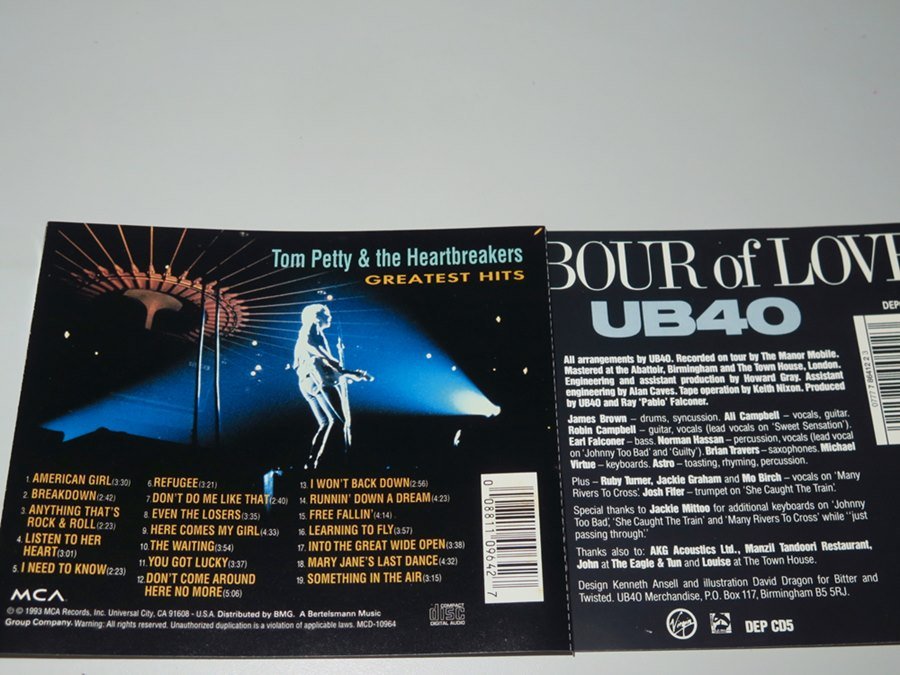 Tom Petty & the Heartbreakers
GREATEST HITS
1. AMERICAN GIRL(3:30)
2. BREAKDOWN(2:42)
3. ANYTHING THAT'S
ROCK & ROLL(2:23)
4. LISTEN TO HER
HEART(3:01)
5. I NEED TO KNOW(2:23)
6. REFUGEE(3:21)
7. DON'T DO ME LIKE THAT(2:40)
8. EVEN THE LOSERS(3:35)
9. HERE COMES MY GIRL(4:33)
10. THE WAITING(3:54)
11. YOU GOT LUCKY(3:37)
12. DON'T COME AROUND
HERE NO MORE(5:06)
13. I WON'T BACK DOWN(2:56)
14. RUNNIN' DOWN A DREAM(4:23)
15. FREE FALLIN'(4:14)
16. LEARNING TO FLY(3:57)
17. INTO THE GREAT WIDE OPEN(3:38)
18. MARY JANE'S LAST DANCE(4:32)
19. SOMETHING IN THE AIR(3:15)
0 08811 09642 7
MCA
℗ © 1993 MCA Records, Inc. Universal City, CA 91608 - U.S.A. Distributed by BMG. A Bertelsmann Music
Group Company. Warning: All rights reserved. Unauthorized duplication is a violation of applicable laws. MCD-10964
COMPACT
disc
DIGITAL AUDIO
BOUR of LOVE
UB40
DEP
All arrangements by UB40. Recorded on tour by The Manor Mobile.
Mastered at the Abattoir, Birmingham and The Town House, London.
Engineering and assistant production by Howard Gray. Assistant
engineering by Alan Caves. Tape operation by Keith Nixon. Produced
by UB40 and Ray 'Pablo' Falconer.
James Brown – drums, syncussion. Ali Campbell – vocals, guitar.
Robin Campbell – guitar, vocals (lead vocals on 'Sweet Sensation').
Earl Falconer – bass. Norman Hassan – percussion, vocals (lead vocal
on 'Johnny Too Bad' and 'Guilty'). Brian Travers – saxophones. Michael
Virtue – keyboards. Astro – toasting, rhyming, percussion.
Plus – Ruby Turner, Jackie Graham and Mo Birch – vocals on 'Many
Rivers To Cross'. Josh Fifer – trumpet on 'She Caught The Train'.
Special thanks to Jackie Mittoo for additional keyboards on 'Johnny
Too Bad', 'She Caught The Train' and 'Many Rivers To Cross' while "just
passing through."
Thanks also to: AKG Acoustics Ltd., Manzil Tandoori Restaurant,
John at The Eagle & Tun and Louise at The Town House.
Design Kenneth Ansell and illustration David Dragon for Bitter and
Twisted. UB40 Merchandise, P.O. Box 117, Birmingham B5 5RJ.
Virgin
DEP CD5